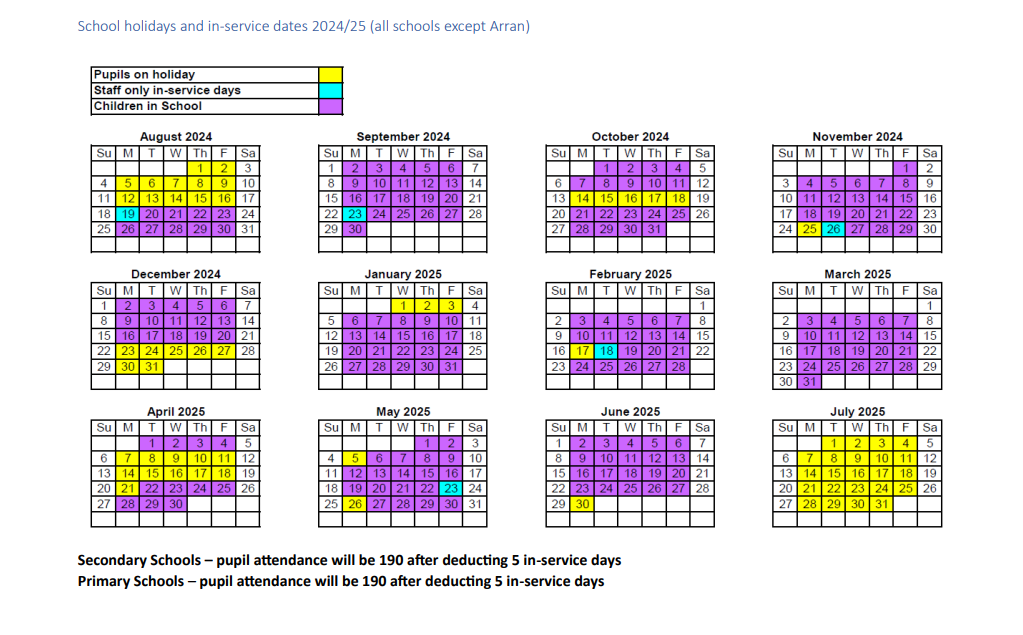 School holidays and in-service dates 2024/25 (all schools except Arran)
Pupils on holiday
Staff only in-service days
Children in School
August 2024 September 2024 October 2024 November 2024
Su M T W Th F Sa Su M T W Th F Sa Su M T W Th F Sa Su M T W Th F Sa
1 2 3 1 2 3 4 5 6 7 1 2 3 4 5 1 2
4 5 6 7 8 9 10 8 9 10 11 12 13 14 6 7 8 9 10 11 12 3 4 5 6 7 8 9
11 12 13 14 15 16 17 15 16 17 18 19 20 21 13 14 15 16 17 18 19 10 11 12 13 14 15 16
18 19 20 21 22 23 24 22 23 24 25 26 27 28 20 21 22 23 24 25 26 17 18 19 20 21 22 23
25 26 27 28 29 30 31 29 30 27 28 29 30 31 24 25 26 27 28 29 30
December 2024 January 2025 February 2025 March 2025
Su M T W Th F Sa Su M T W Th F Sa Su M T W Th F Sa Su M T W Th F Sa
1 2 3 4 5 6 7 1 2 3 4 1 1
8 9 10 11 12 13 14 5 6 7 8 9 10 11 2 3 4 5 6 7 8 2 3 4 5 6 7 8
15 16 17 18 19 20 21 12 13 14 15 16 17 18 9 10 11 12 13 14 15 9 10 11 12 13 14 15
22 23 24 25 26 27 28 19 20 21 22 23 24 25 16 17 18 19 20 21 22 16 17 18 19 20 21 22
29 30 31 26 27 28 29 30 31 23 24 25 26 27 28 23 24 25 26 27 28 29
30 31
April 2025 May 2025 June 2025 July 2025
Su M T W Th F Sa Su M T W Th F Sa Su M T W Th F Sa Su M T W Th F Sa
1 2 3 4 5 1 2 3 1 2 3 4 5 6 7 1 2 3 4 5
6 7 8 9 10 11 12 4 5 6 7 8 9 10 8 9 10 11 12 13 14 6 7 8 9 10 11 12
13 14 15 16 17 18 19 11 12 13 14 15 16 17 15 16 17 18 19 20 21 13 14 15 16 17 18 19
20 21 22 23 24 25 26 18 19 20 21 22 23 24 22 23 24 25 26 27 28 20 21 22 23 24 25 26
27 28 29 30 25 26 27 28 29 30 31 29 30 27 28 29 30 31
Secondary Schools – pupil attendance will be 190 after deducting 5 in-service days
Primary Schools – pupil attendance will be 190 after deducting 5 in-service days